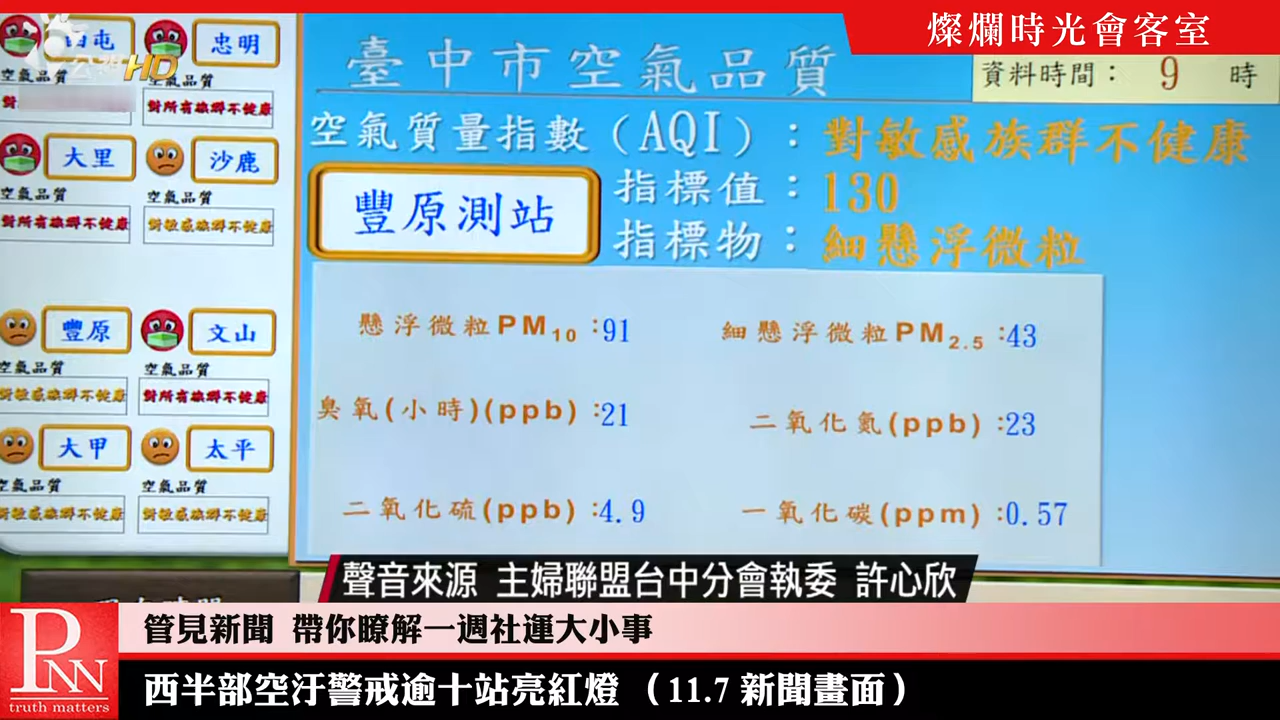 燦爛時光會客室
公視HD
西屯
忠明
空氣品質
空氣品質
對所有族群不健康
臺中市空氣品質
資料時間： 9 時
空氣質量指數（AQI）：對敏感族群不健康
豐原測站
指標值：130
指標物：細懸浮微粒
大里
沙鹿
空氣品質
空氣品質
對所有族群不健康
對敏感族群不健康
懸浮微粒PM10：91
細懸浮微粒PM2.5：43
豐原
文山
空氣品質
空氣品質
對敏感族群不健康
對所有族群不健康
臭氧(小時)(ppb)：21
二氧化氮(ppb)：23
大甲
太平
空氣品質
空氣品質
對敏感族群不健康
對敏感族群不健康
二氧化硫(ppb)：4.9
一氧化碳(ppm)：0.57
聲音來源 主婦聯盟台中分會執委 許心欣
PNN
truth matters
管見新聞 帶你瞭解一週社運大小事
西半部空汙警戒逾十站亮紅燈（11.7 新聞畫面）